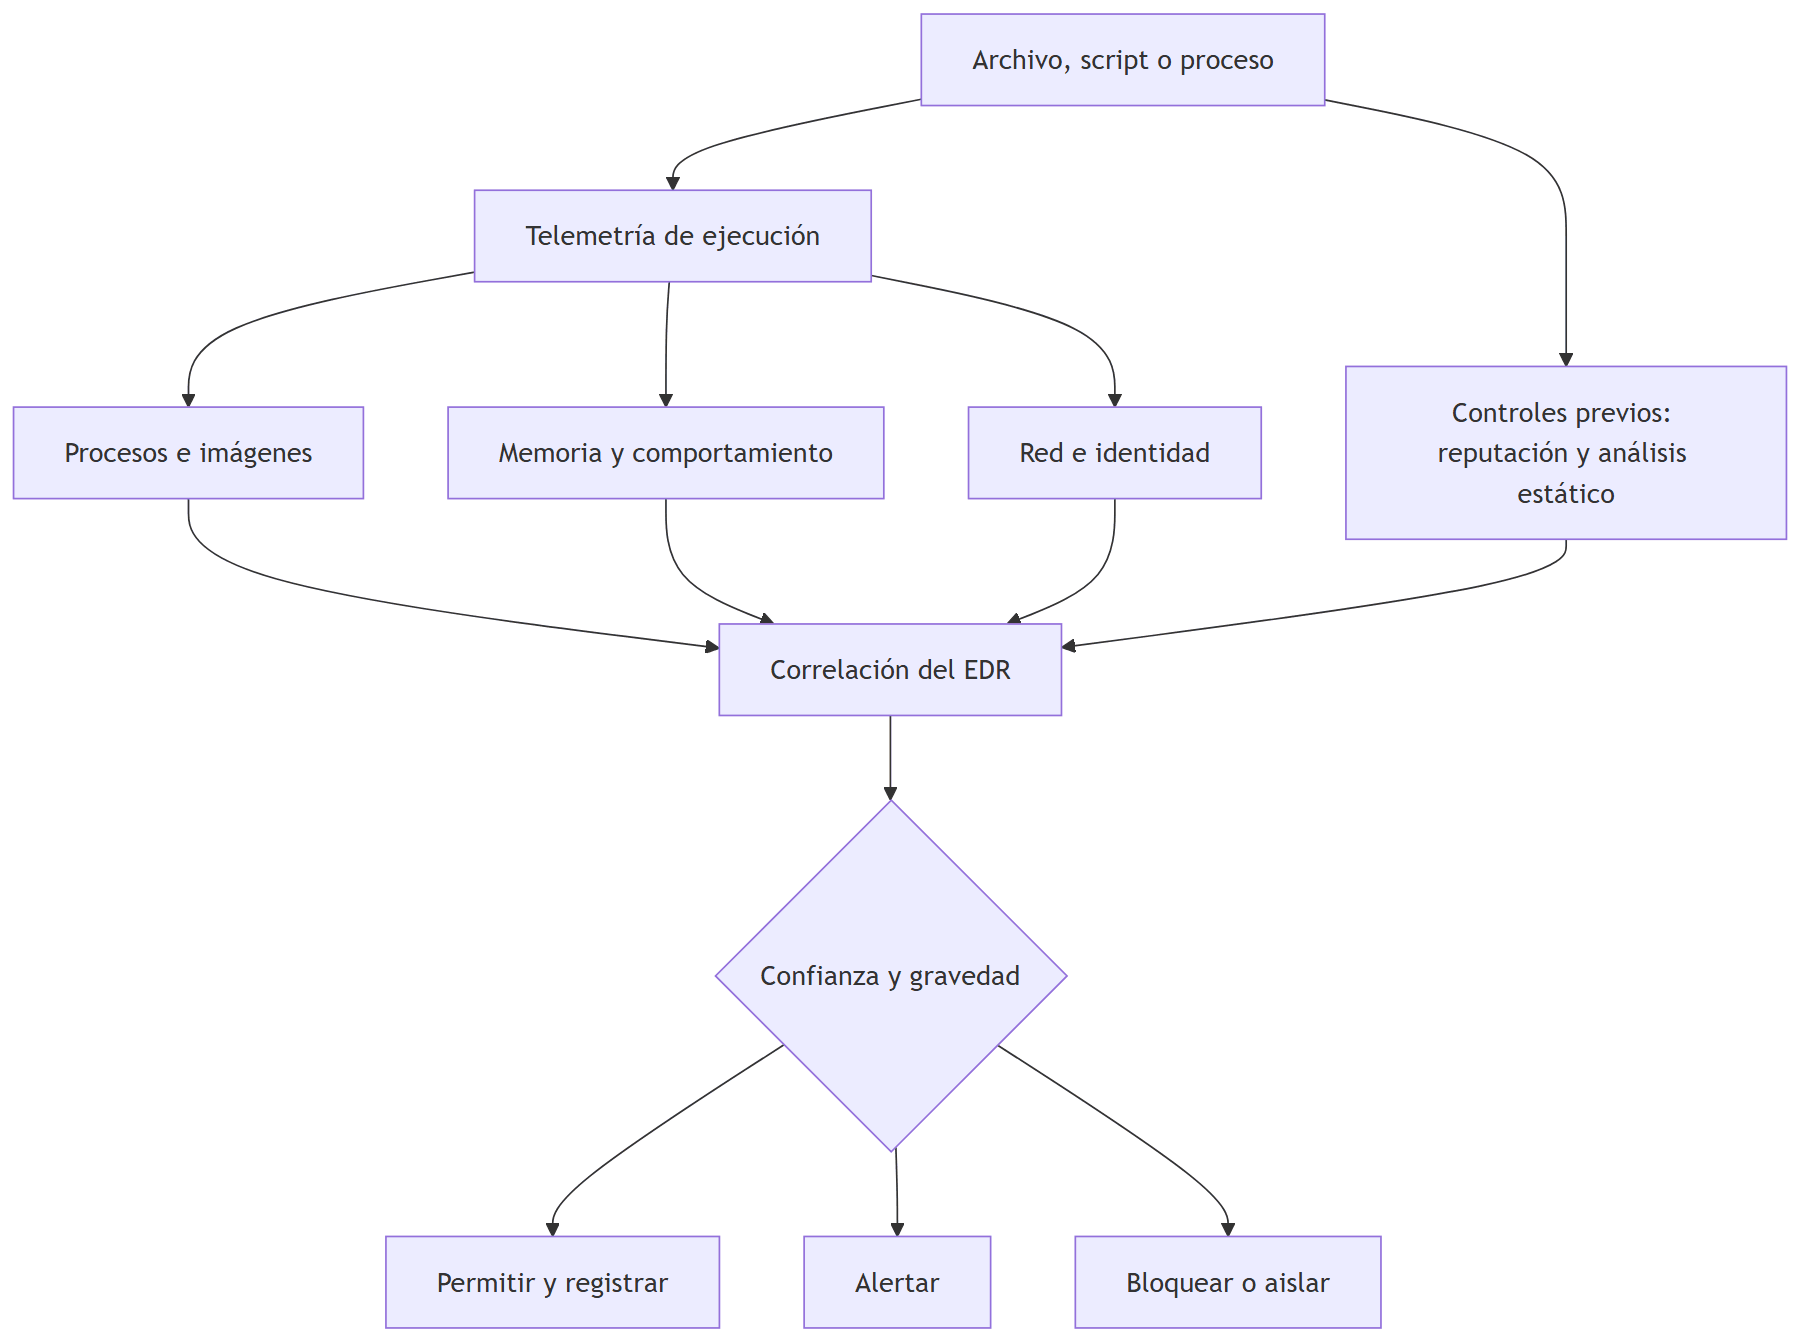 Archivo, script o proceso
Telemetría de ejecución
Procesos e imágenes
Memoria y comportamiento
Red e identidad
Controles previos:
reputación y análisis
estático
Correlación del EDR
Confianza y gravedad
Permitir y registrar
Alertar
Bloquear o aislar